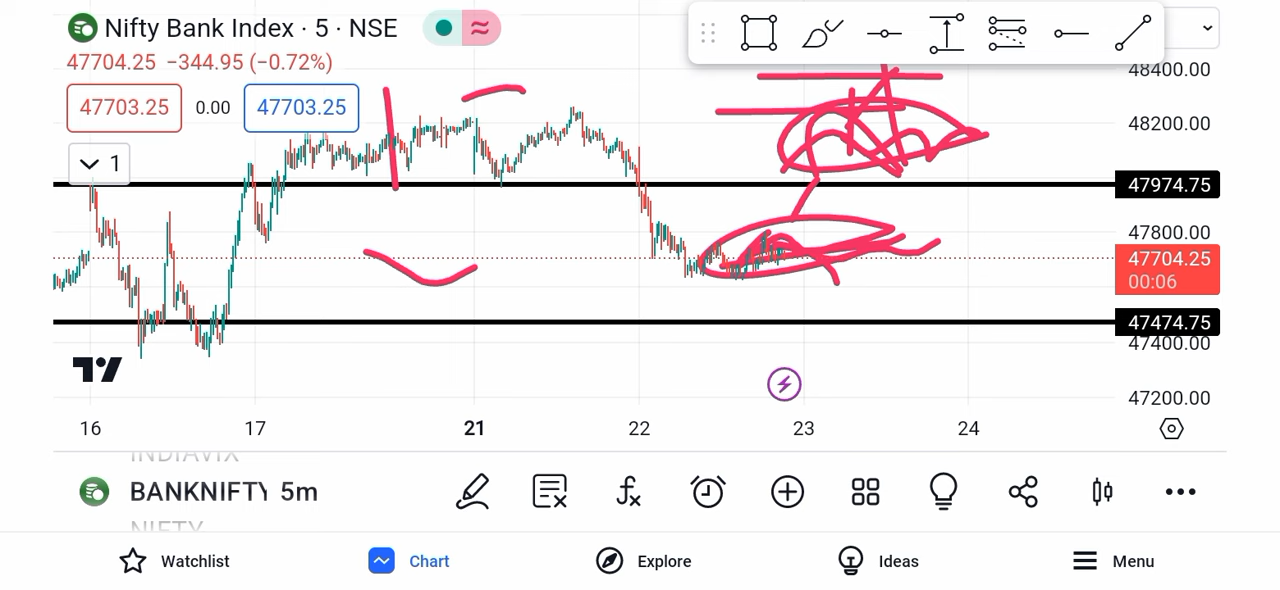 Nifty Bank Index · 5 · NSE
47704.25 −344.95 (−0.72%)
47703.25 0.00 47703.25
1
48400.00
48200.00
47974.75
47800.00
47704.25
00:06
47474.75
47400.00
47200.00
16 17 21 22 23 24
INDIAVIX
BANKNIFTY 5m
NIFTY
Watchlist Chart Explore Ideas Menu